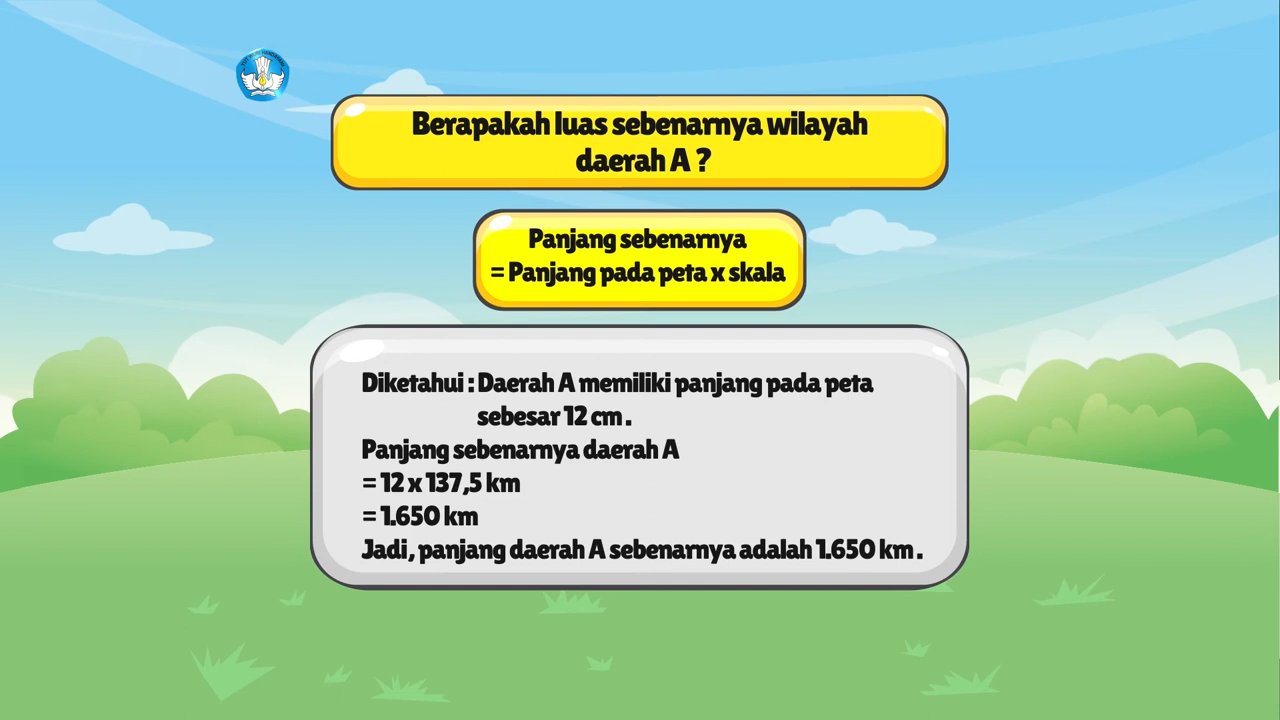 Berapakah luas sebenarnya wilayah
daerah A ?
Panjang sebenarnya
= Panjang pada peta x skala
Diketahui : Daerah A memiliki panjang pada peta
sebesar 12 cm .
Panjang sebenarnya daerah A
= 12 x 137,5 km
= 1.650 km
Jadi, panjang daerah A sebenarnya adalah 1.650 km .